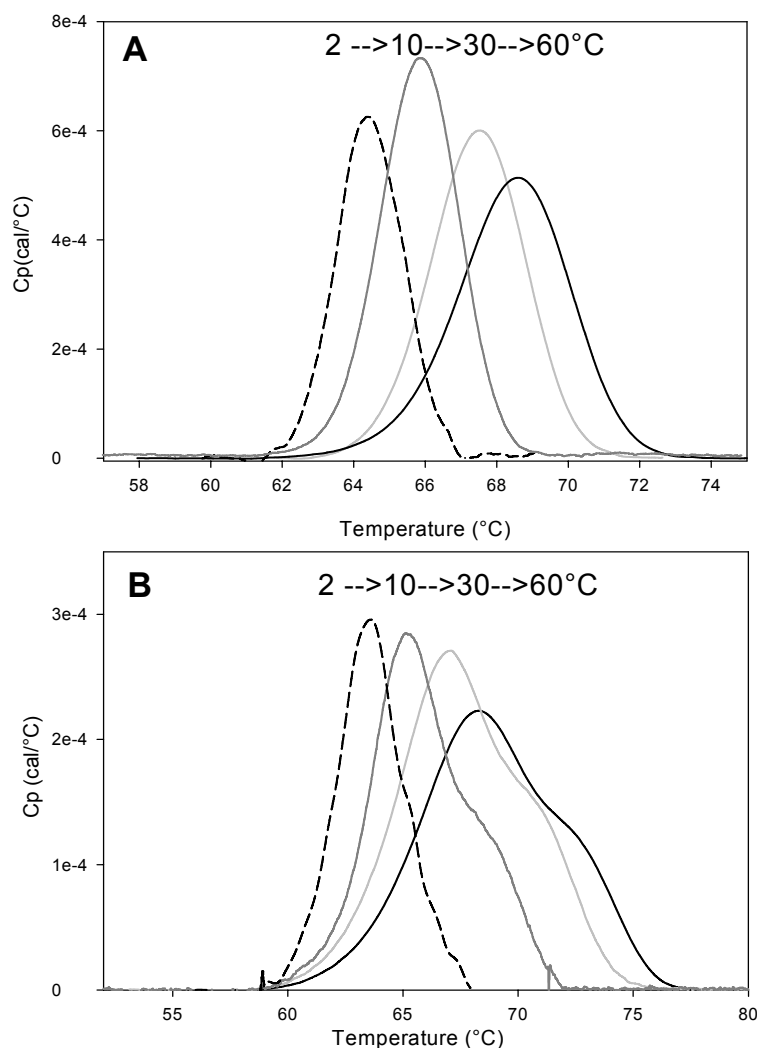 A
2 -->10-->30-->60°C
8e-4
6e-4
4e-4
2e-4
0
Cp(cal/°C)
58 60 62 64 66 68 70 72 74
Temperature (°C)
B
2 -->10-->30-->60°C
3e-4
2e-4
1e-4
0
Cp (cal/°C)
55 60 65 70 75 80
Temperature (°C)